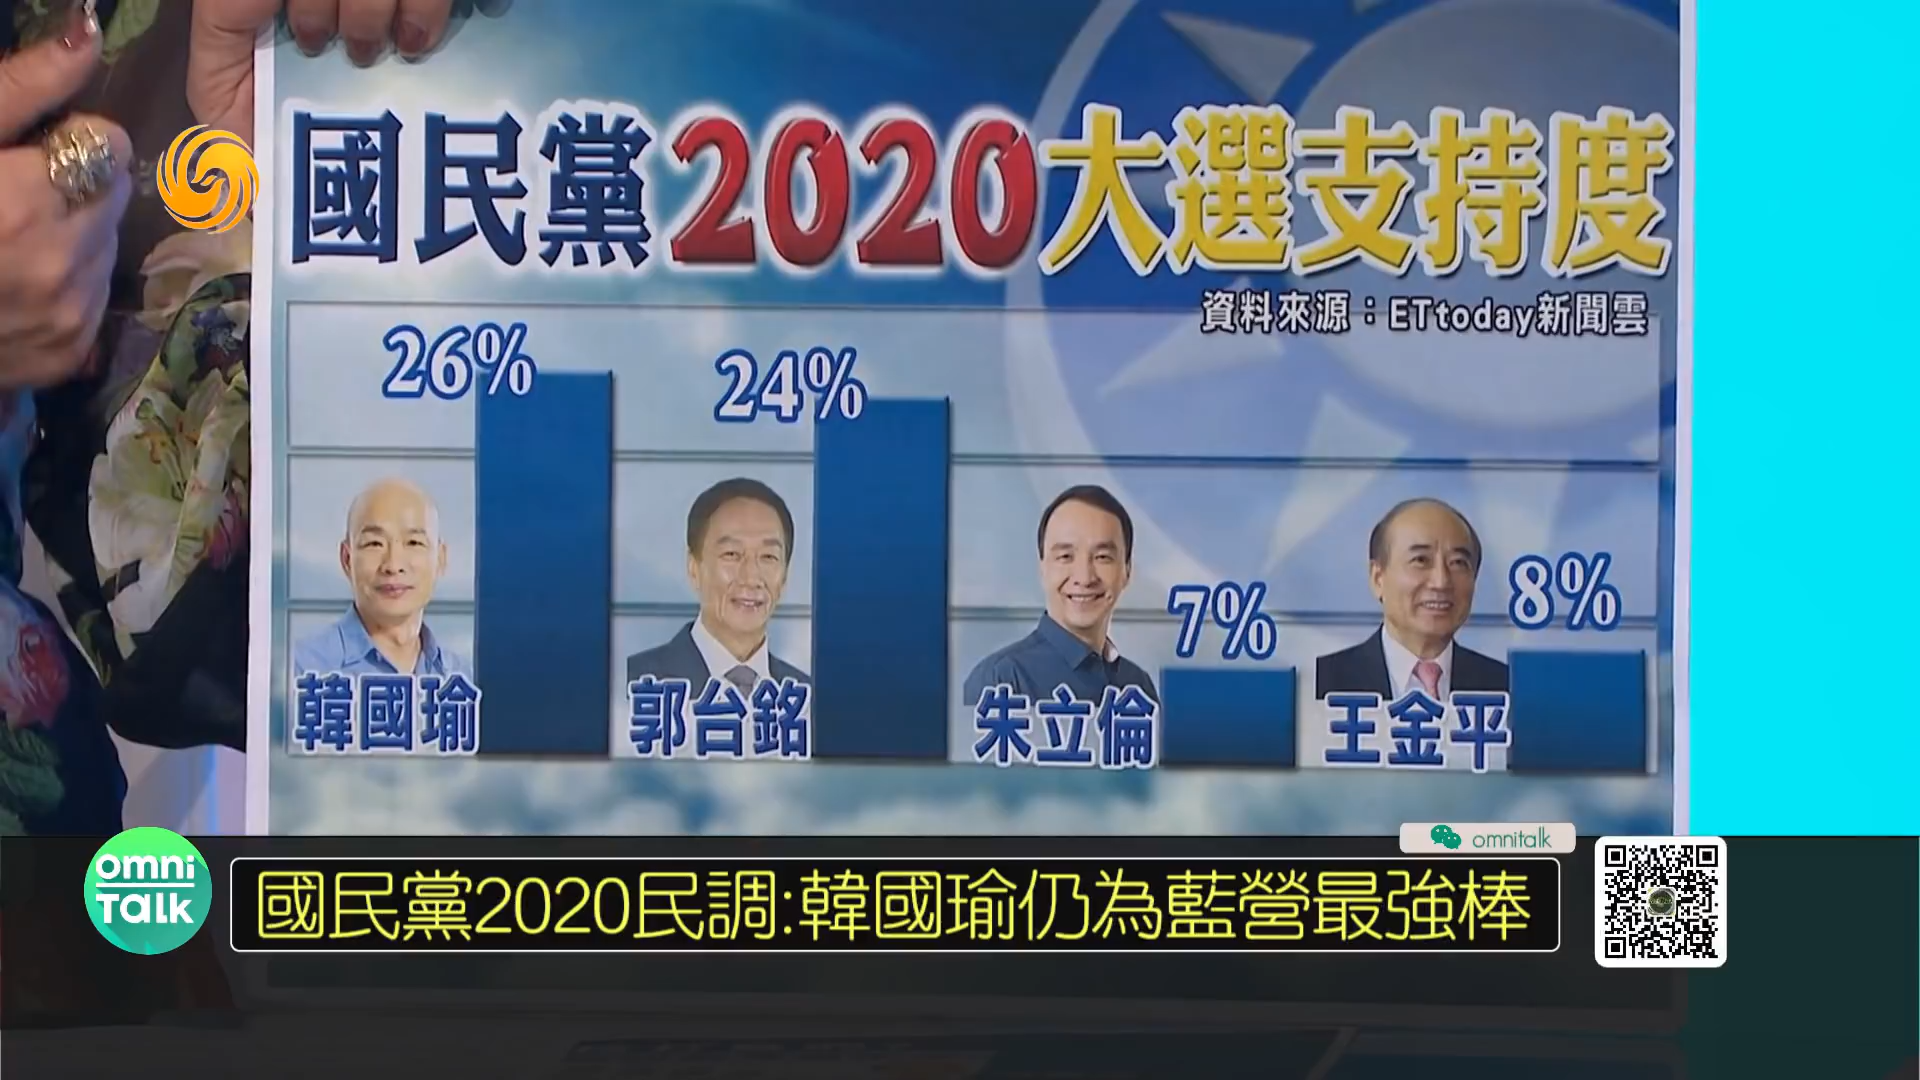 國民黨2020大選支持度
資料來源：ETtoday新聞雲
26%
24%
7%
8%
韓國瑜
郭台銘
朱立倫
王金平
omnitalk
omni
Talk
國民黨2020民調:韓國瑜仍為藍營最強棒